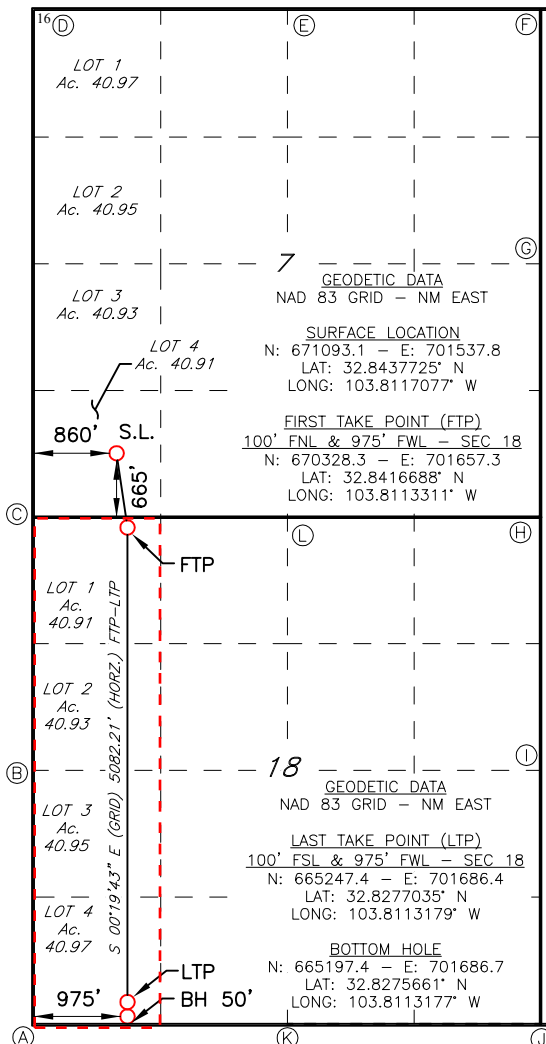 16
D
E
F
LOT 1
Ac. 40.97
LOT 2
Ac. 40.95
G
7
GEODETIC DATA
NAD 83 GRID – NM EAST
LOT 3
Ac. 40.93
SURFACE LOCATION
N: 671093.1 – E: 701537.8
LAT: 32.8437725° N
LONG: 103.8117077° W
LOT 4
Ac. 40.91
FIRST TAKE POINT (FTP)
100' FNL & 975' FWL – SEC 18
N: 670328.3 – E: 701657.3
LAT: 32.8416688° N
LONG: 103.8113311° W
860'
S.L.
665'
C
L
H
FTP
LOT 1
Ac.
40.91
LOT 2
Ac.
40.93
S 00°19'43" E (GRID) 5082.21' (HORZ.) FTP–LTP
I
B
18
GEODETIC DATA
NAD 83 GRID – NM EAST
LOT 3
Ac.
40.95
LAST TAKE POINT (LTP)
100' FSL & 975' FWL – SEC 18
N: 665247.4 – E: 701686.4
LAT: 32.8277035° N
LONG: 103.8113179° W
LOT 4
Ac.
40.97
BOTTOM HOLE
N: 665197.4 – E: 701686.7
LAT: 32.8275661° N
LONG: 103.8113177° W
LTP
975'
BH 50'
A
K
J